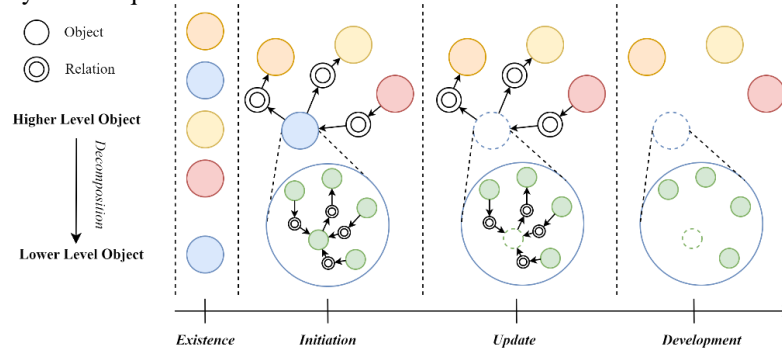 Object
Relation
Higher Level Object
Decomposition
Lower Level Object
Existence
Initiation
Update
Development